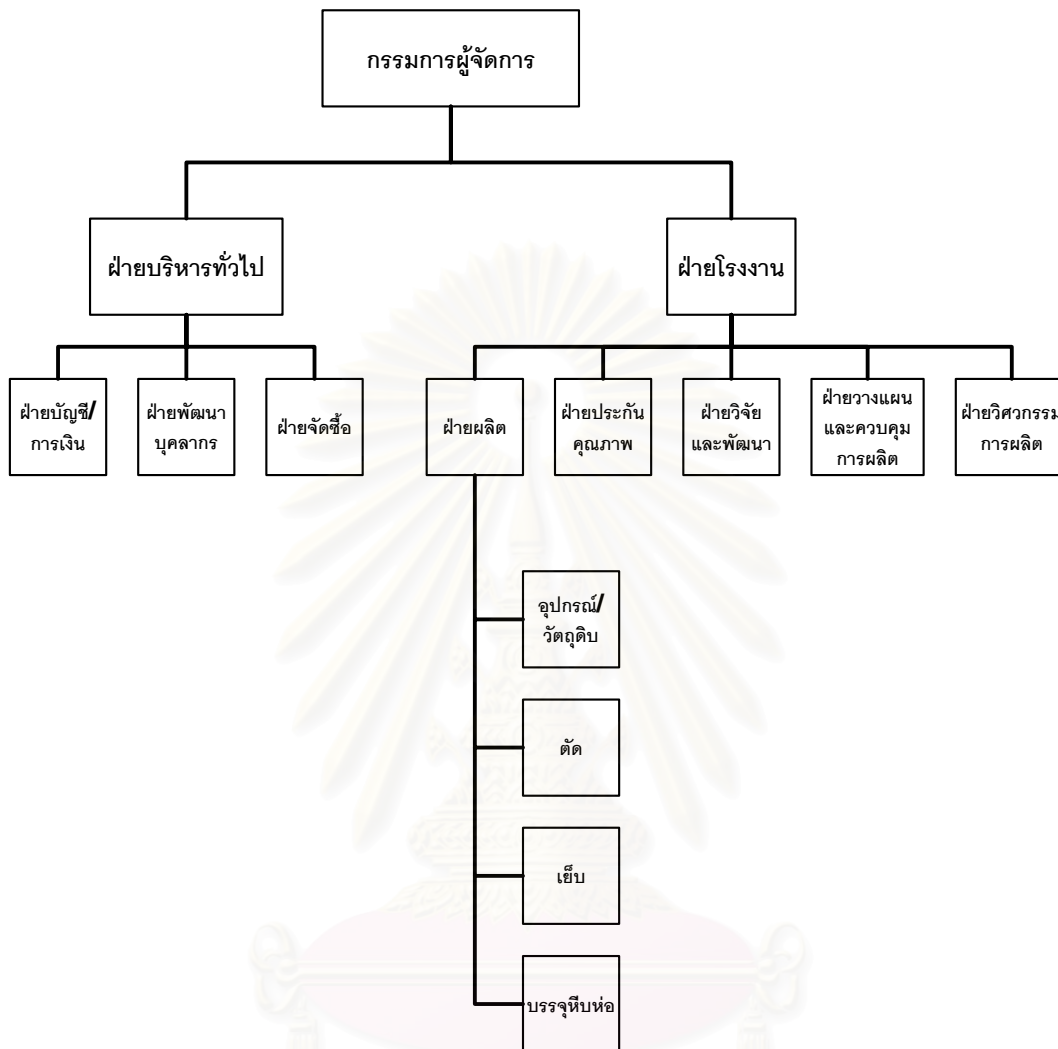 กรรมการผู้จัดการ
ฝ่ายบริหารทั่วไป
ฝ่ายโรงงาน
ฝ่ายบัญชี/
การเงิน
ฝ่ายพัฒนา
บุคลากร
ฝ่ายจัดซื้อ
ฝ่ายผลิต
ฝ่ายประกัน
คุณภาพ
ฝ่ายวิจัย
และพัฒนา
ฝ่ายวางแผน
และควบคุม
การผลิต
ฝ่ายวิศวกรรม
การผลิต
อุปกรณ์/
วัตถุดิบ
ตัด
เย็บ
บรรจุหีบห่อ